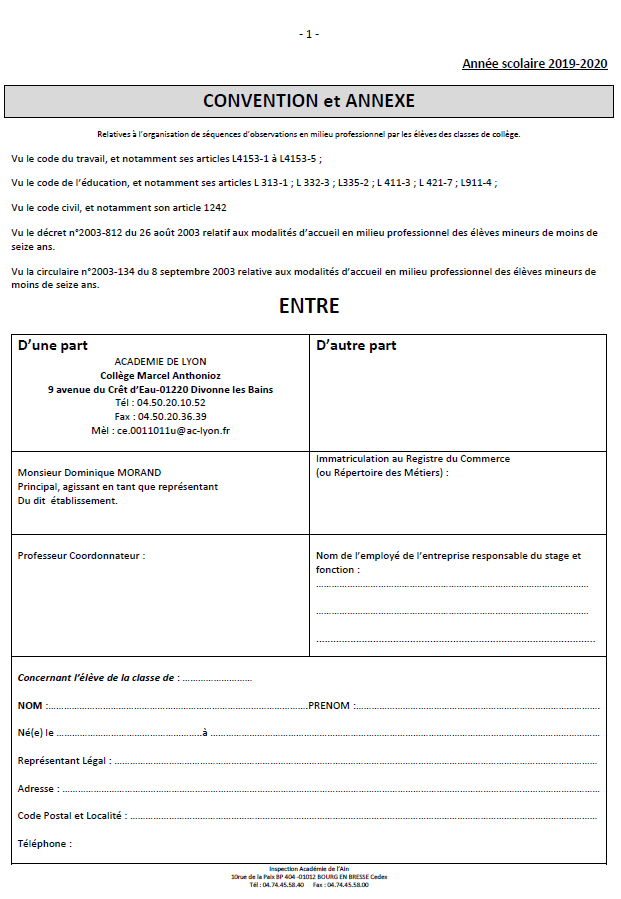 - 1 -
Année scolaire 2019-2020
CONVENTION et ANNEXE
Relatives à l'organisation de séquences d'observations en milieu professionnel par les élèves des classes de collège.
Vu le code du travail, et notamment ses articles L4153-1 à L4153-5 ;
Vu le code de l'éducation, et notamment ses articles L 313-1 ; L 332-3 ; L335-2 ; L 411-3 ; L 421-7 ; L911-4 ;
Vu le code civil, et notamment son article 1242
Vu le décret n°2003-812 du 26 août 2003 relatif aux modalités d'accueil en milieu professionnel des élèves mineurs de moins de
seize ans.
Vu la circulaire n°2003-134 du 8 septembre 2003 relative aux modalités d'accueil en milieu professionnel des élèves mineurs de
moins de seize ans.
ENTRE
D'une part
ACADEMIE DE LYON
Collège Marcel Anthonioz
9 avenue du Crêt d'Eau-01220 Divonne les Bains
Tél : 04.50.20.10.52
Fax : 04.50.20.36.39
Mèl : ce.0011011u@ac-lyon.fr
D'autre part
Monsieur Dominique MORAND
Principal, agissant en tant que représentant
Du dit établissement.
Immatriculation au Registre du Commerce
(ou Répertoire des Métiers) :
Professeur Coordonnateur :
Nom de l'employé de l'entreprise responsable du stage et
fonction :
Concernant l'élève de la classe de : ...........................
NOM :....................................................PRENOM :....................................................
Né(e) le ........................................à ....................................................
Représentant Légal : ....................................................
Adresse : ....................................................
Code Postal et Localité : ....................................................
Téléphone :
Inspection Académie de l'Ain
10rue de la Paix BP 404 -01012 BOURG EN BRESSE Cedex
Tél : 04.74.45.58.40 Fax : 04.74.45.58.00